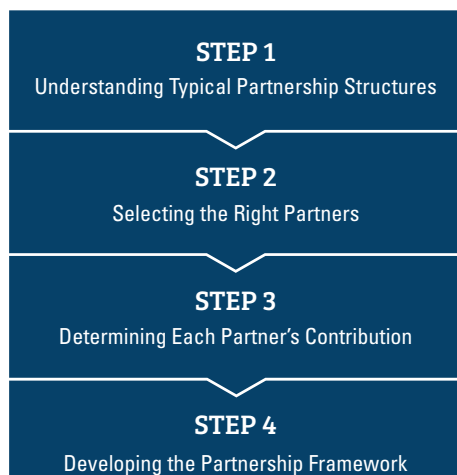 STEP 1
Understanding Typical Partnership Structures
STEP 2
Selecting the Right Partners
STEP 3
Determining Each Partner’s Contribution
STEP 4
Developing the Partnership Framework